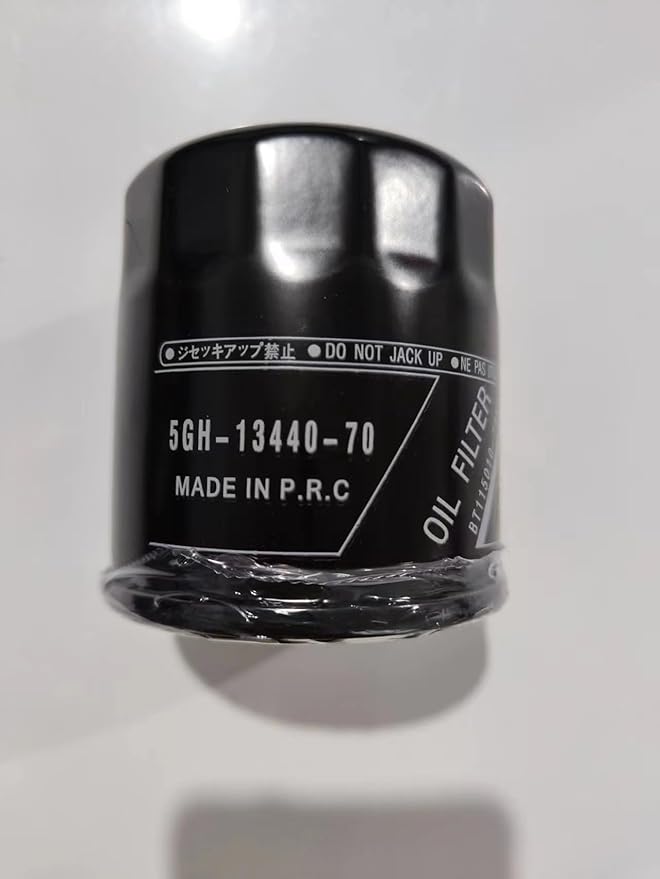 ●ジセッキアップ禁止 ●DO NOT JACK UP ●NE PAS
5GH-13440-70
MADE IN P.R.C
OIL FILTER
BT115010